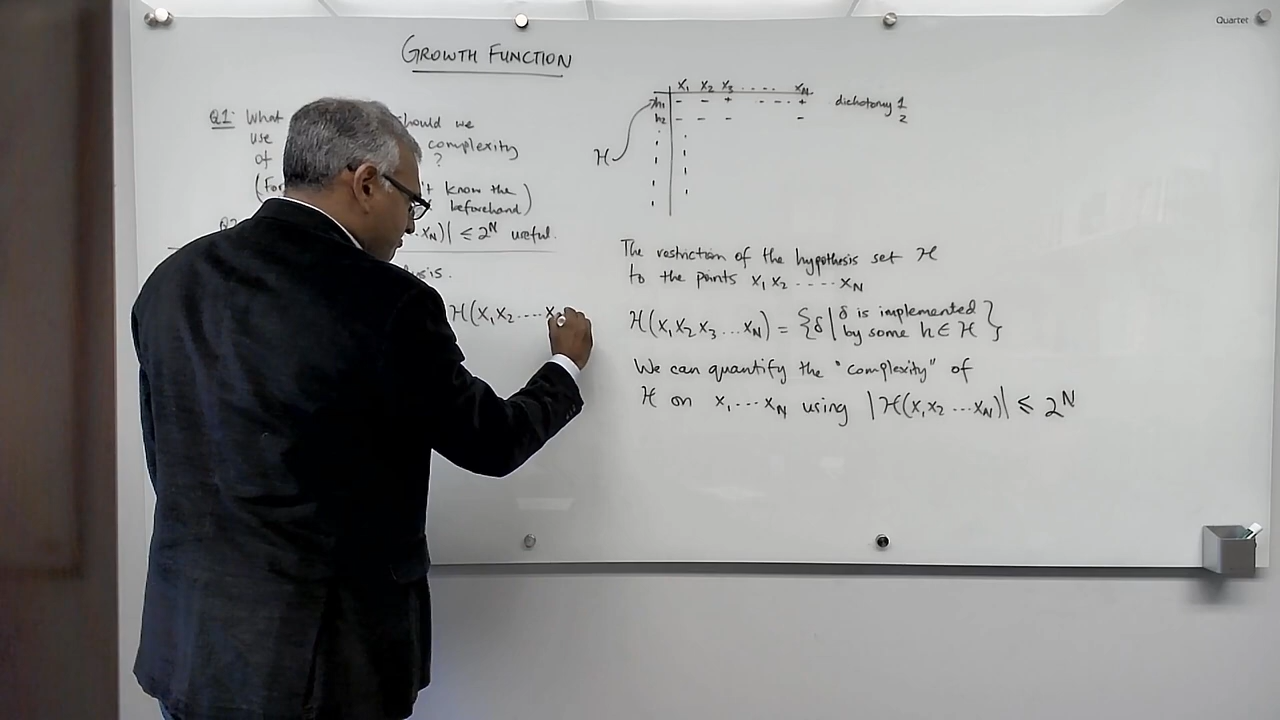 GROWTH FUNCTION
Q1: What should we
use complexity
of ?
(For 't know the
beforehand)
Q2 xN)| ≤ 2^N useful.
H(x1 x2 ....
x1 x2 x3 ..... xN
h1 - - + ---- + dichotomy 1
h2 - - - - 2
H
The restriction of the hypothesis set H
to the points x1 x2 ---- xN
H(x1 x2 x3 ... xN) = {δ | δ is implemented
by some h ∈ H}
We can quantify the "complexity" of
H on x1 ... xN using |H(x1 x2 ... xN)| ≤ 2^N
Quartet